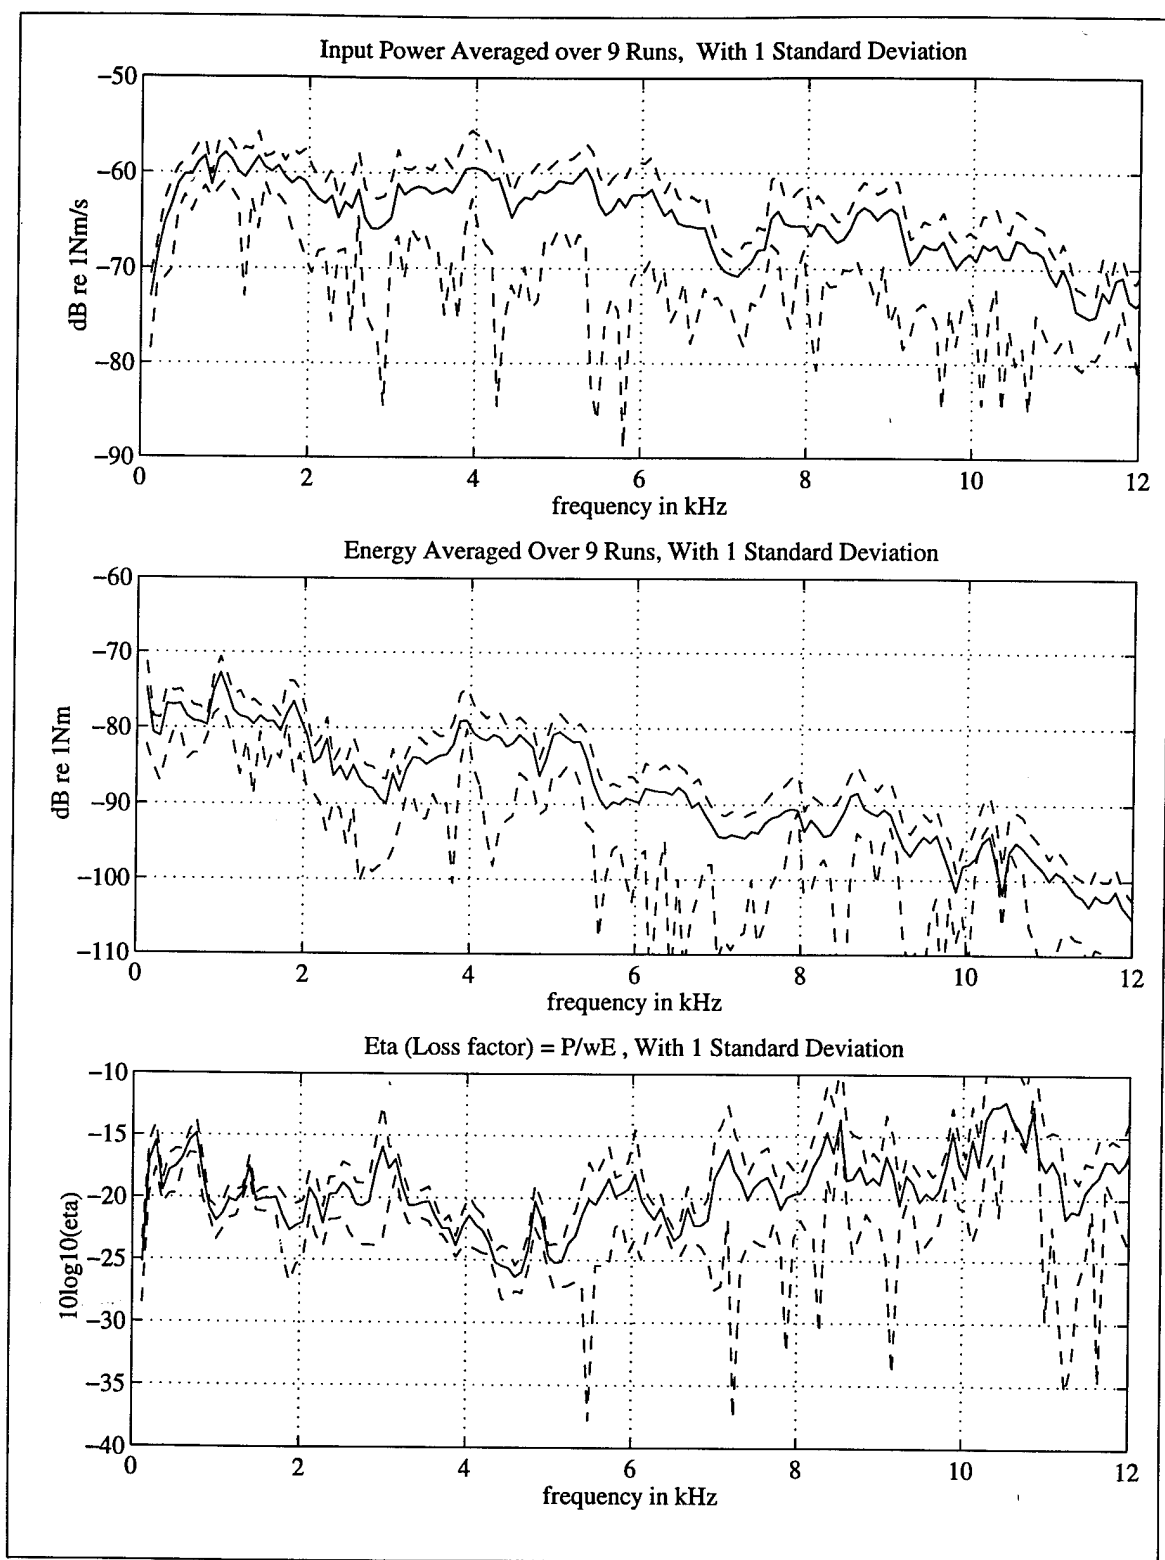 Input Power Averaged over 9 Runs, With 1 Standard Deviation
−50
−60
−70
−80
−90
dB re 1Nm/s
0 2 4 6 8 10 12
frequency in kHz
Energy Averaged Over 9 Runs, With 1 Standard Deviation
−60
−70
−80
−90
−100
−110
dB re 1Nm
0 2 4 6 8 10 12
frequency in kHz
Eta (Loss factor) = P/wE , With 1 Standard Deviation
−10
−15
−20
−25
−30
−35
−40
10log10(eta)
0 2 4 6 8 10 12
frequency in kHz